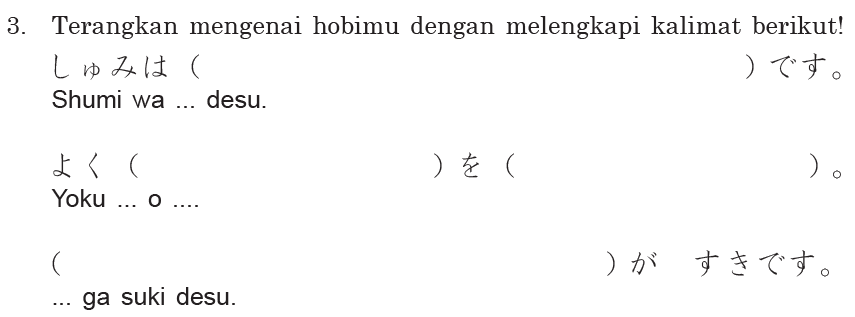 3. Terangkan mengenai hobimu dengan melengkapi kalimat berikut!
しゅみは（　　　　　　　　）です。
Shumi wa ... desu.
よく（　　　　　　　　）を（　　　　　　　　）。
Yoku ... o ....
（　　　　　　　　）が　すきです。
... ga suki desu.